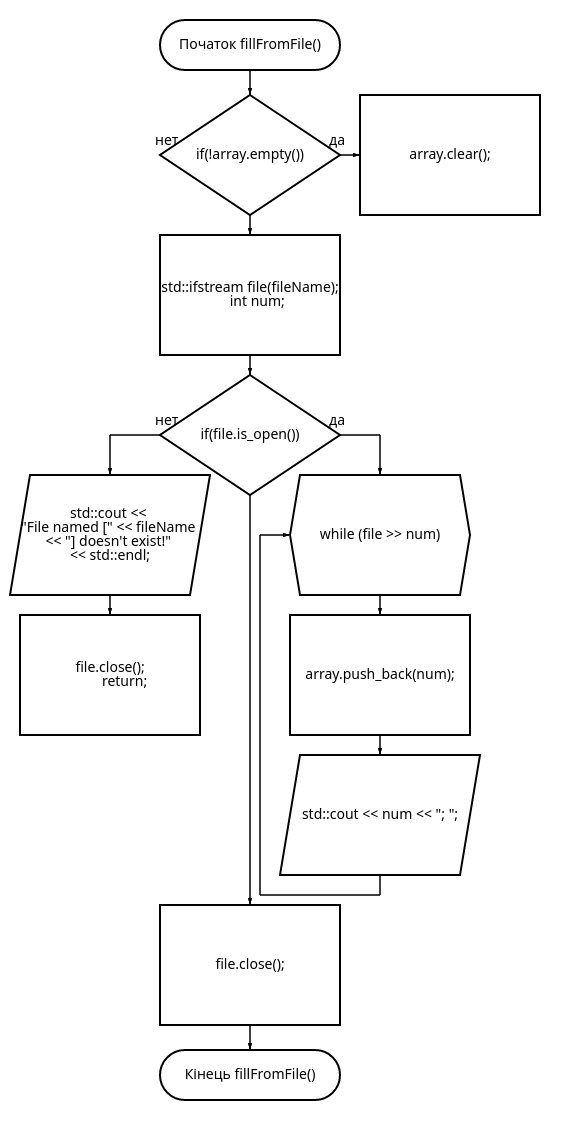 Початок fillFromFile()
нет
да
if(!array.empty())
array.clear();
std::ifstream file(fileName);
int num;
нет
да
if(file.is_open())
std::cout <<
"File named [" << fileName
<< "] doesn't exist!"
<< std::endl;
while (file >> num)
file.close();
return;
array.push_back(num);
std::cout << num << "; ";
file.close();
Кінець fillFromFile()